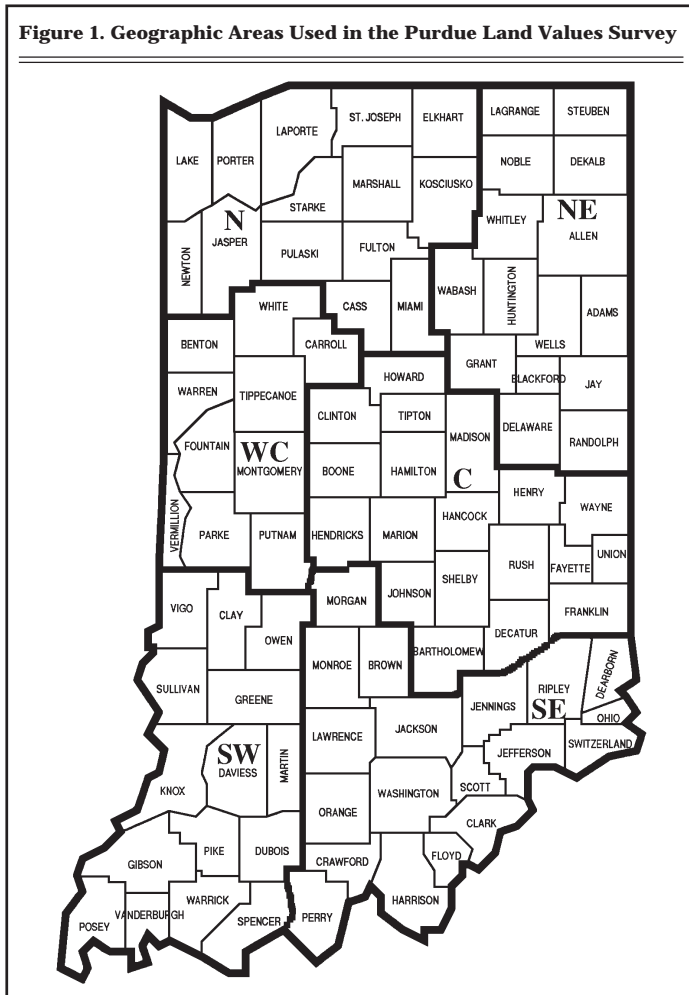 Figure 1. Geographic Areas Used in the Purdue Land Values Survey
ST. JOSEPH
ELKHART
LAGRANGE
STEUBEN
LAPORTE
LAKE
PORTER
NOBLE
DEKALB
MARSHALL
KOSCIUSKO
STARKE
WHITLEY
NE
ALLEN
N
JASPER
NEWTON
PULASKI
FULTON
WABASH
HUNTINGTON
WHITE
CASS
MIAMI
ADAMS
WELLS
BENTON
CARROLL
GRANT
BLACKFORD
JAY
HOWARD
WARREN
TIPPECANOE
CLINTON
TIPTON
MADISON
DELAWARE
RANDOLPH
FOUNTAIN
WC
MONTGOMERY
BOONE
HAMILTON
C
HENRY
WAYNE
HANCOCK
VERMILLION
PARKE
PUTNAM
HENDRICKS
MARION
RUSH
FAYETTE
UNION
SHELBY
JOHNSON
MORGAN
FRANKLIN
VIGO
CLAY
OWEN
DECATUR
BARTHOLOMEW
MONROE
BROWN
DEARBORN
RIPLEY
SE
OHIO
SULLIVAN
GREENE
JENNINGS
JACKSON
SWITZERLAND
LAWRENCE
JEFFERSON
SW
DAVIESS
MARTIN
KNOX
SCOTT
WASHINGTON
ORANGE
CLARK
PIKE
DUBOIS
GIBSON
CRAWFORD
FLOYD
HARRISON
WARRICK
PERRY
POSEY
VANDERBURGH
SPENCER